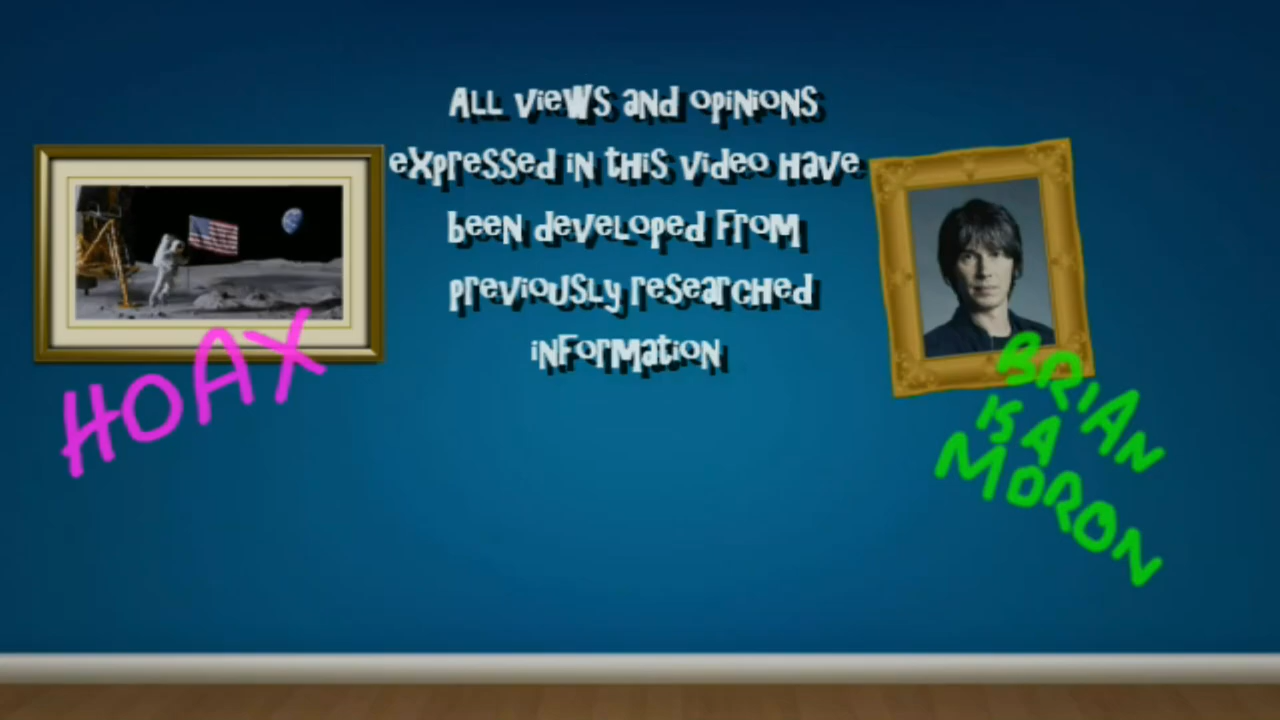 ALL VIEWS AND OPINIONS
EXPRESSED IN THIS VIDEO HAVE
BEEN DEVELOPED FROM
PREVIOUSLY RESEARCHED
INFORMATION
HOAX
BRIAN
IS A
MORON